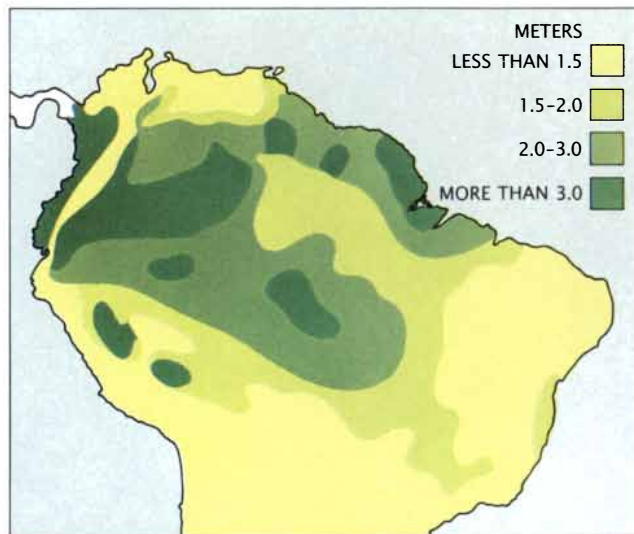 METERS
LESS THAN 1.5
1.5–2.0
2.0–3.0
MORE THAN 3.0